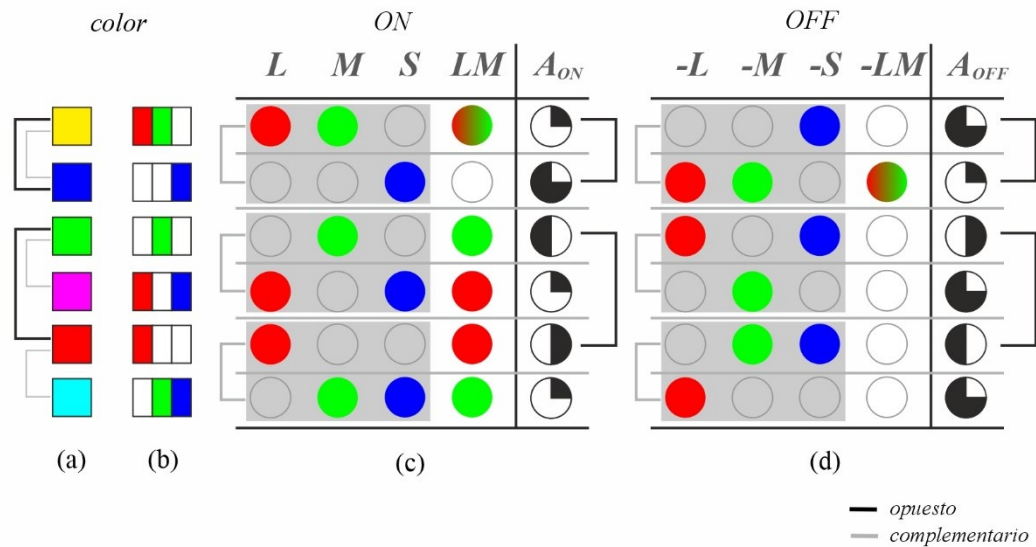 color ON OFF
L M S LM A_ON -L -M -S -LM A_OFF
(a) (b) (c) (d)
opuesto
complementario